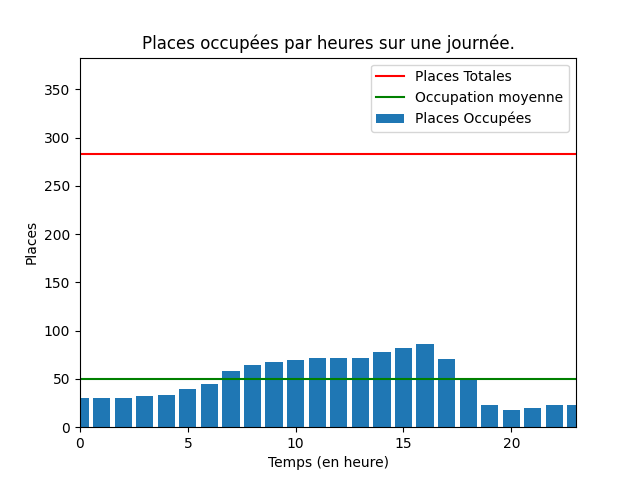 Places occupées par heures sur une journée.
Places Totales
Occupation moyenne
Places Occupées
350
300
250
200
150
100
50
0
Places
0 5 10 15 20
Temps (en heure)